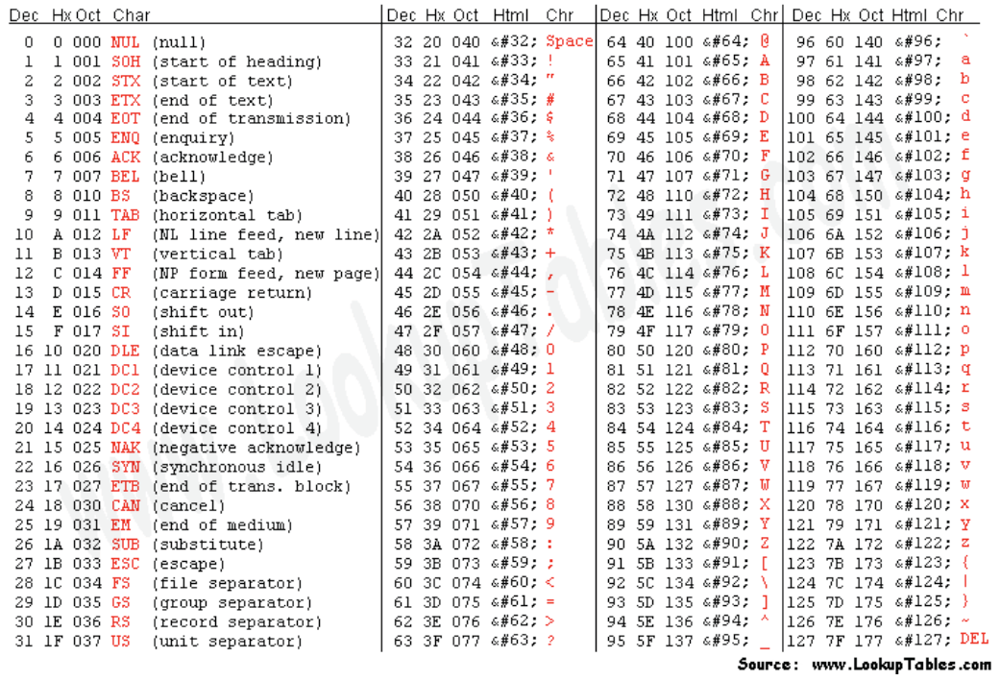 Dec Hx Oct Char Dec Hx Oct Html Chr Dec Hx Oct Html Chr Dec Hx Oct Html Chr
0 0 000 NUL (null) 32 20 040 &#32; Space 64 40 100 &#64; @ 96 60 140 &#96; `
1 1 001 SOH (start of heading) 33 21 041 &#33; ! 65 41 101 &#65; A 97 61 141 &#97; a
2 2 002 STX (start of text) 34 22 042 &#34; " 66 42 102 &#66; B 98 62 142 &#98; b
3 3 003 ETX (end of text) 35 23 043 &#35; # 67 43 103 &#67; C 99 63 143 &#99; c
4 4 004 EOT (end of transmission) 36 24 044 &#36; $ 68 44 104 &#68; D 100 64 144 &#100; d
5 5 005 ENQ (enquiry) 37 25 045 &#37; % 69 45 105 &#69; E 101 65 145 &#101; e
6 6 006 ACK (acknowledge) 38 26 046 &#38; & 70 46 106 &#70; F 102 66 146 &#102; f
7 7 007 BEL (bell) 39 27 047 &#39; ' 71 47 107 &#71; G 103 67 147 &#103; g
8 8 010 BS (backspace) 40 28 050 &#40; ( 72 48 110 &#72; H 104 68 150 &#104; h
9 9 011 TAB (horizontal tab) 41 29 051 &#41; ) 73 49 111 &#73; I 105 69 151 &#105; i
10 A 012 LF (NL line feed, new line) 42 2A 052 &#42; * 74 4A 112 &#74; J 106 6A 152 &#106; j
11 B 013 VT (vertical tab) 43 2B 053 &#43; + 75 4B 113 &#75; K 107 6B 153 &#107; k
12 C 014 FF (NP form feed, new page) 44 2C 054 &#44; , 76 4C 114 &#76; L 108 6C 154 &#108; l
13 D 015 CR (carriage return) 45 2D 055 &#45; - 77 4D 115 &#77; M 109 6D 155 &#109; m
14 E 016 SO (shift out) 46 2E 056 &#46; . 78 4E 116 &#78; N 110 6E 156 &#110; n
15 F 017 SI (shift in) 47 2F 057 &#47; / 79 4F 117 &#79; O 111 6F 157 &#111; o
16 10 020 DLE (data link escape) 48 30 060 &#48; 0 80 50 120 &#80; P 112 70 160 &#112; p
17 11 021 DC1 (device control 1) 49 31 061 &#49; 1 81 51 121 &#81; Q 113 71 161 &#113; q
18 12 022 DC2 (device control 2) 50 32 062 &#50; 2 82 52 122 &#82; R 114 72 162 &#114; r
19 13 023 DC3 (device control 3) 51 33 063 &#51; 3 83 53 123 &#83; S 115 73 163 &#115; s
20 14 024 DC4 (device control 4) 52 34 064 &#52; 4 84 54 124 &#84; T 116 74 164 &#116; t
21 15 025 NAK (negative acknowledge) 53 35 065 &#53; 5 85 55 125 &#85; U 117 75 165 &#117; u
22 16 026 SYN (synchronous idle) 54 36 066 &#54; 6 86 56 126 &#86; V 118 76 166 &#118; v
23 17 027 ETB (end of trans. block) 55 37 067 &#55; 7 87 57 127 &#87; W 119 77 167 &#119; w
24 18 030 CAN (cancel) 56 38 070 &#56; 8 88 58 130 &#88; X 120 78 170 &#120; x
25 19 031 EM (end of medium) 57 39 071 &#57; 9 89 59 131 &#89; Y 121 79 171 &#121; y
26 1A 032 SUB (substitute) 58 3A 072 &#58; : 90 5A 132 &#90; Z 122 7A 172 &#122; z
27 1B 033 ESC (escape) 59 3B 073 &#59; ; 91 5B 133 &#91; [ 123 7B 173 &#123; {
28 1C 034 FS (file separator) 60 3C 074 &#60; < 92 5C 134 &#92; \ 124 7C 174 &#124; |
29 1D 035 GS (group separator) 61 3D 075 &#61; = 93 5D 135 &#93; ] 125 7D 175 &#125; }
30 1E 036 RS (record separator) 62 3E 076 &#62; > 94 5E 136 &#94; ^ 126 7E 176 &#126; ~
31 1F 037 US (unit separator) 63 3F 077 &#63; ? 95 5F 137 &#95; _ 127 7F 177 &#127; DEL
Source: www.LookupTables.com
www.LookupTables.com